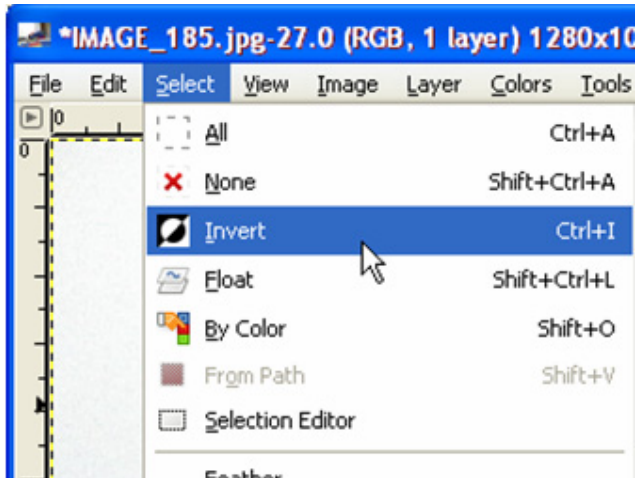 *IMAGE_185.jpg-27.0 (RGB, 1 layer) 1280x10
File Edit Select View Image Layer Colors Tools
0
0
All Ctrl+A
None Shift+Ctrl+A
Invert Ctrl+I
Float Shift+Ctrl+L
By Color Shift+O
From Path Shift+V
Selection Editor
Feather